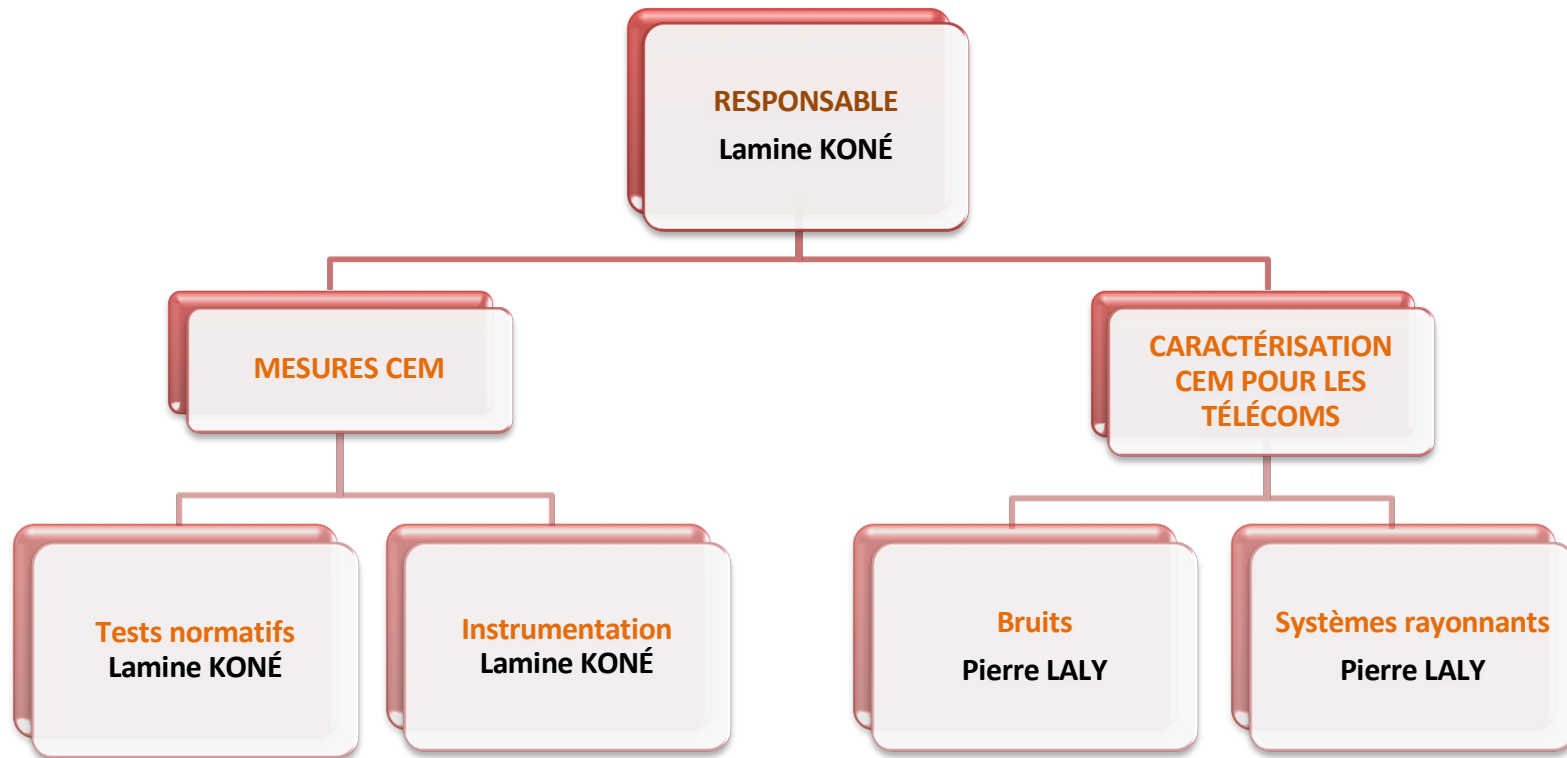 RESPONSABLE
Lamine KONÉ
MESURES CEM
CARACTÉRISATION
CEM POUR LES
TÉLÉCOMS
Tests normatifs
Lamine KONÉ
Instrumentation
Lamine KONÉ
Bruits
Pierre LALY
Systèmes rayonnants
Pierre LALY